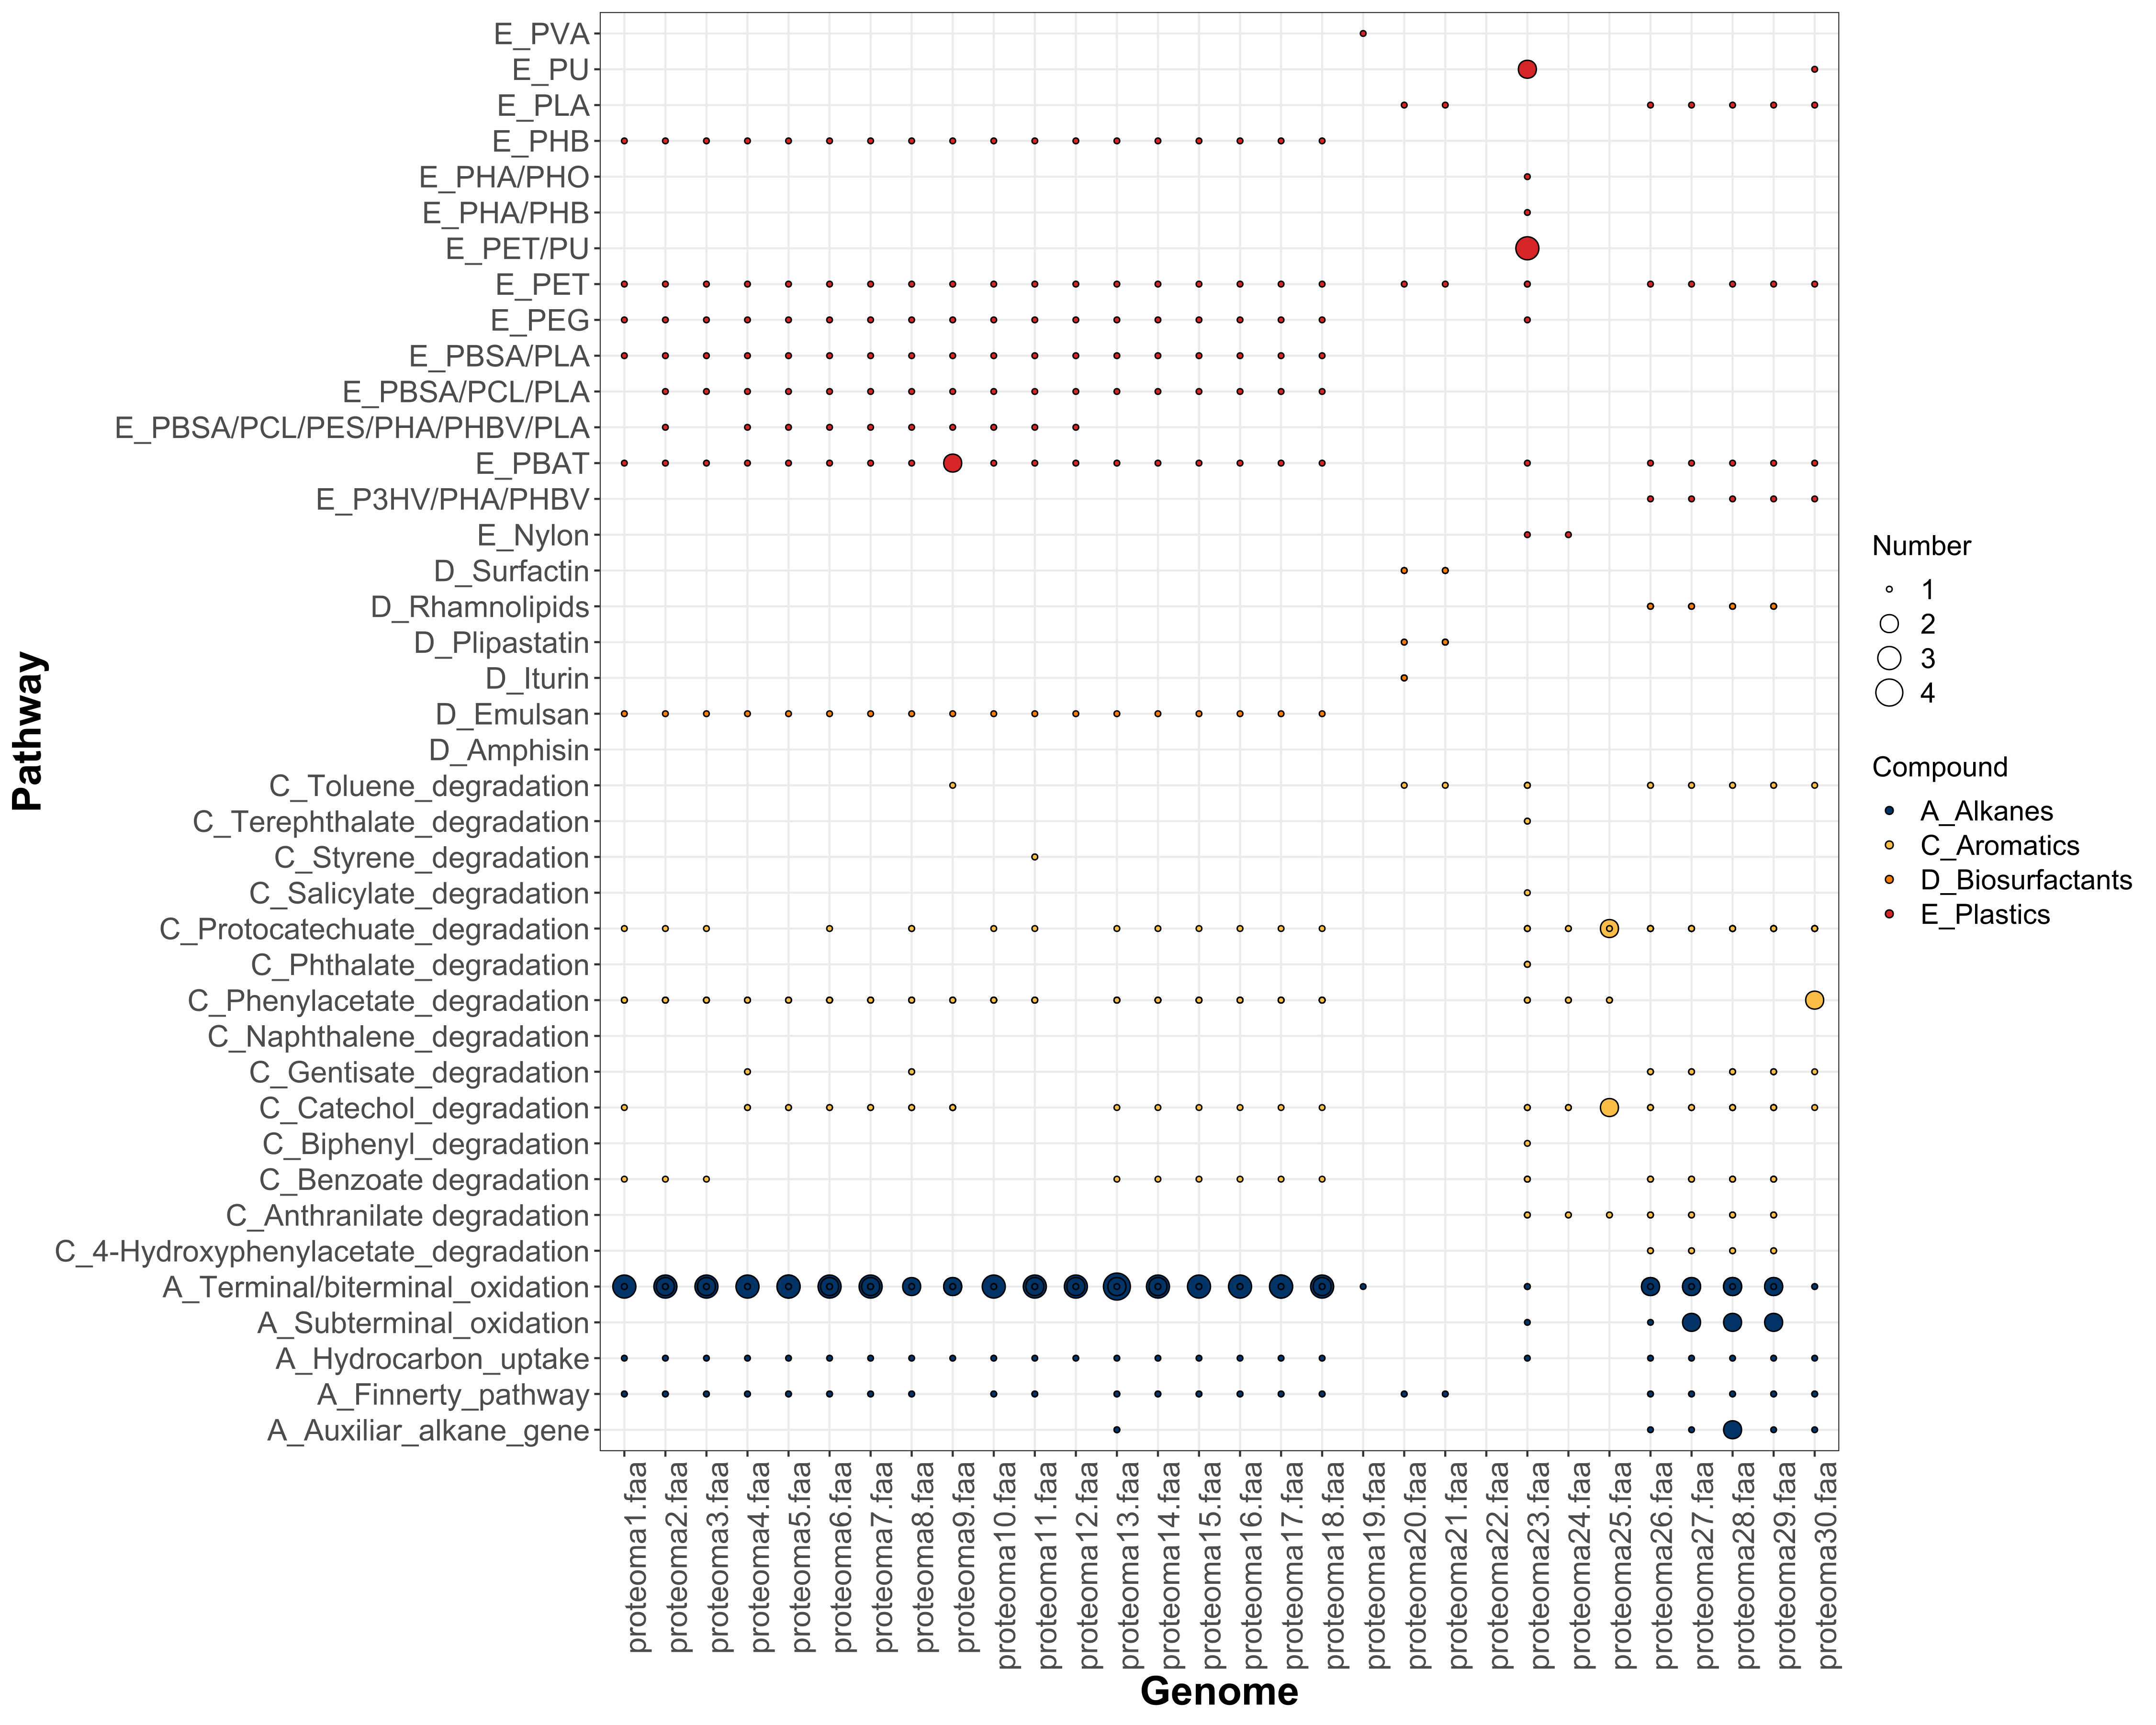 Pathway
E_PVA
E_PU
E_PLA
E_PHB
E_PHA/PHO
E_PHA/PHB
E_PET/PU
E_PET
E_PEG
E_PBSA/PLA
E_PBSA/PCL/PLA
E_PBSA/PCL/PES/PHA/PHBV/PLA
E_PBAT
E_P3HV/PHA/PHBV
E_Nylon
D_Surfactin
D_Rhamnolipids
D_Plipastatin
D_Iturin
D_Emulsan
D_Amphisin
C_Toluene_degradation
C_Terephthalate_degradation
C_Styrene_degradation
C_Salicylate_degradation
C_Protocatechuate_degradation
C_Phthalate_degradation
C_Phenylacetate_degradation
C_Naphthalene_degradation
C_Gentisate_degradation
C_Catechol_degradation
C_Biphenyl_degradation
C_Benzoate degradation
C_Anthranilate degradation
C_4-Hydroxyphenylacetate_degradation
A_Terminal/biterminal_oxidation
A_Subterminal_oxidation
A_Hydrocarbon_uptake
A_Finnerty_pathway
A_Auxiliar_alkane_gene
proteoma1.faa
proteoma2.faa
proteoma3.faa
proteoma4.faa
proteoma5.faa
proteoma6.faa
proteoma7.faa
proteoma8.faa
proteoma9.faa
proteoma10.faa
proteoma11.faa
proteoma12.faa
proteoma13.faa
proteoma14.faa
proteoma15.faa
proteoma16.faa
proteoma17.faa
proteoma18.faa
proteoma19.faa
proteoma20.faa
proteoma21.faa
proteoma22.faa
proteoma23.faa
proteoma24.faa
proteoma25.faa
proteoma26.faa
proteoma27.faa
proteoma28.faa
proteoma29.faa
proteoma30.faa
Genome
Number
1
2
3
4
Compound
A_Alkanes
C_Aromatics
D_Biosurfactants
E_Plastics